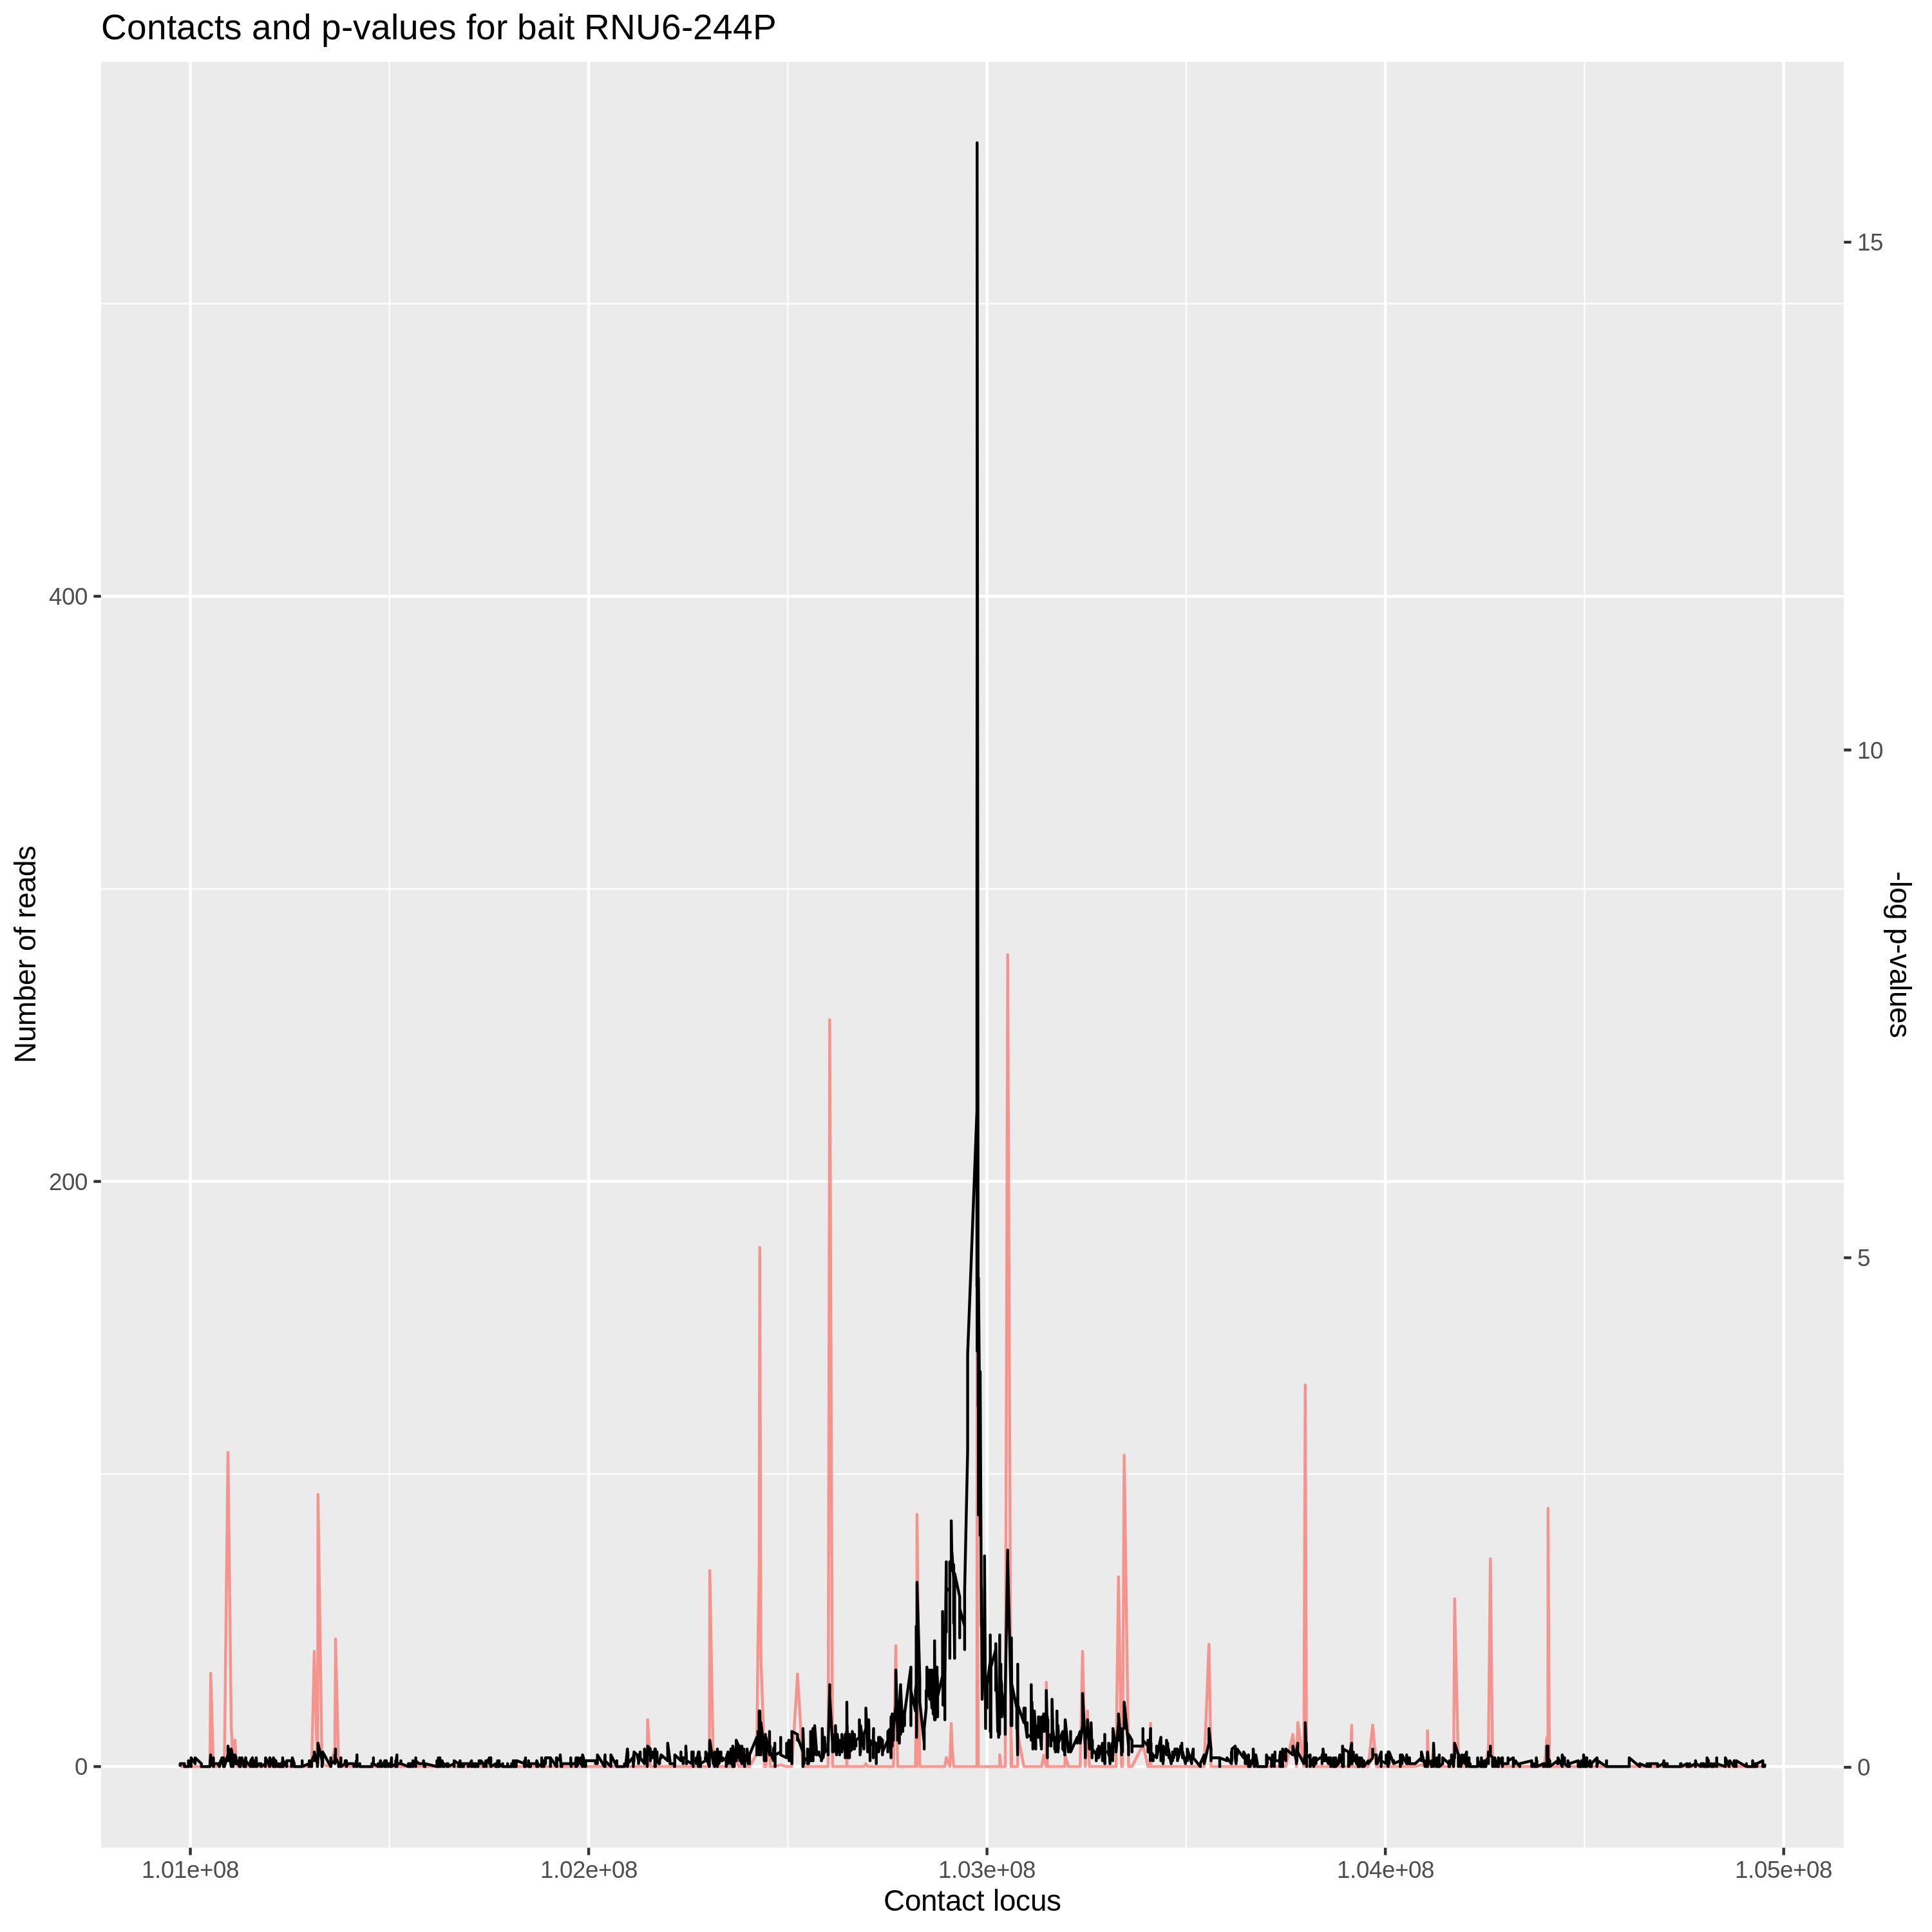 Contacts and p-values for bait RNU6-244P
Number of reads
400
200
0
15
10
5
0
-log p-values
1.01e+08
1.02e+08
1.03e+08
1.04e+08
1.05e+08
Contact locus